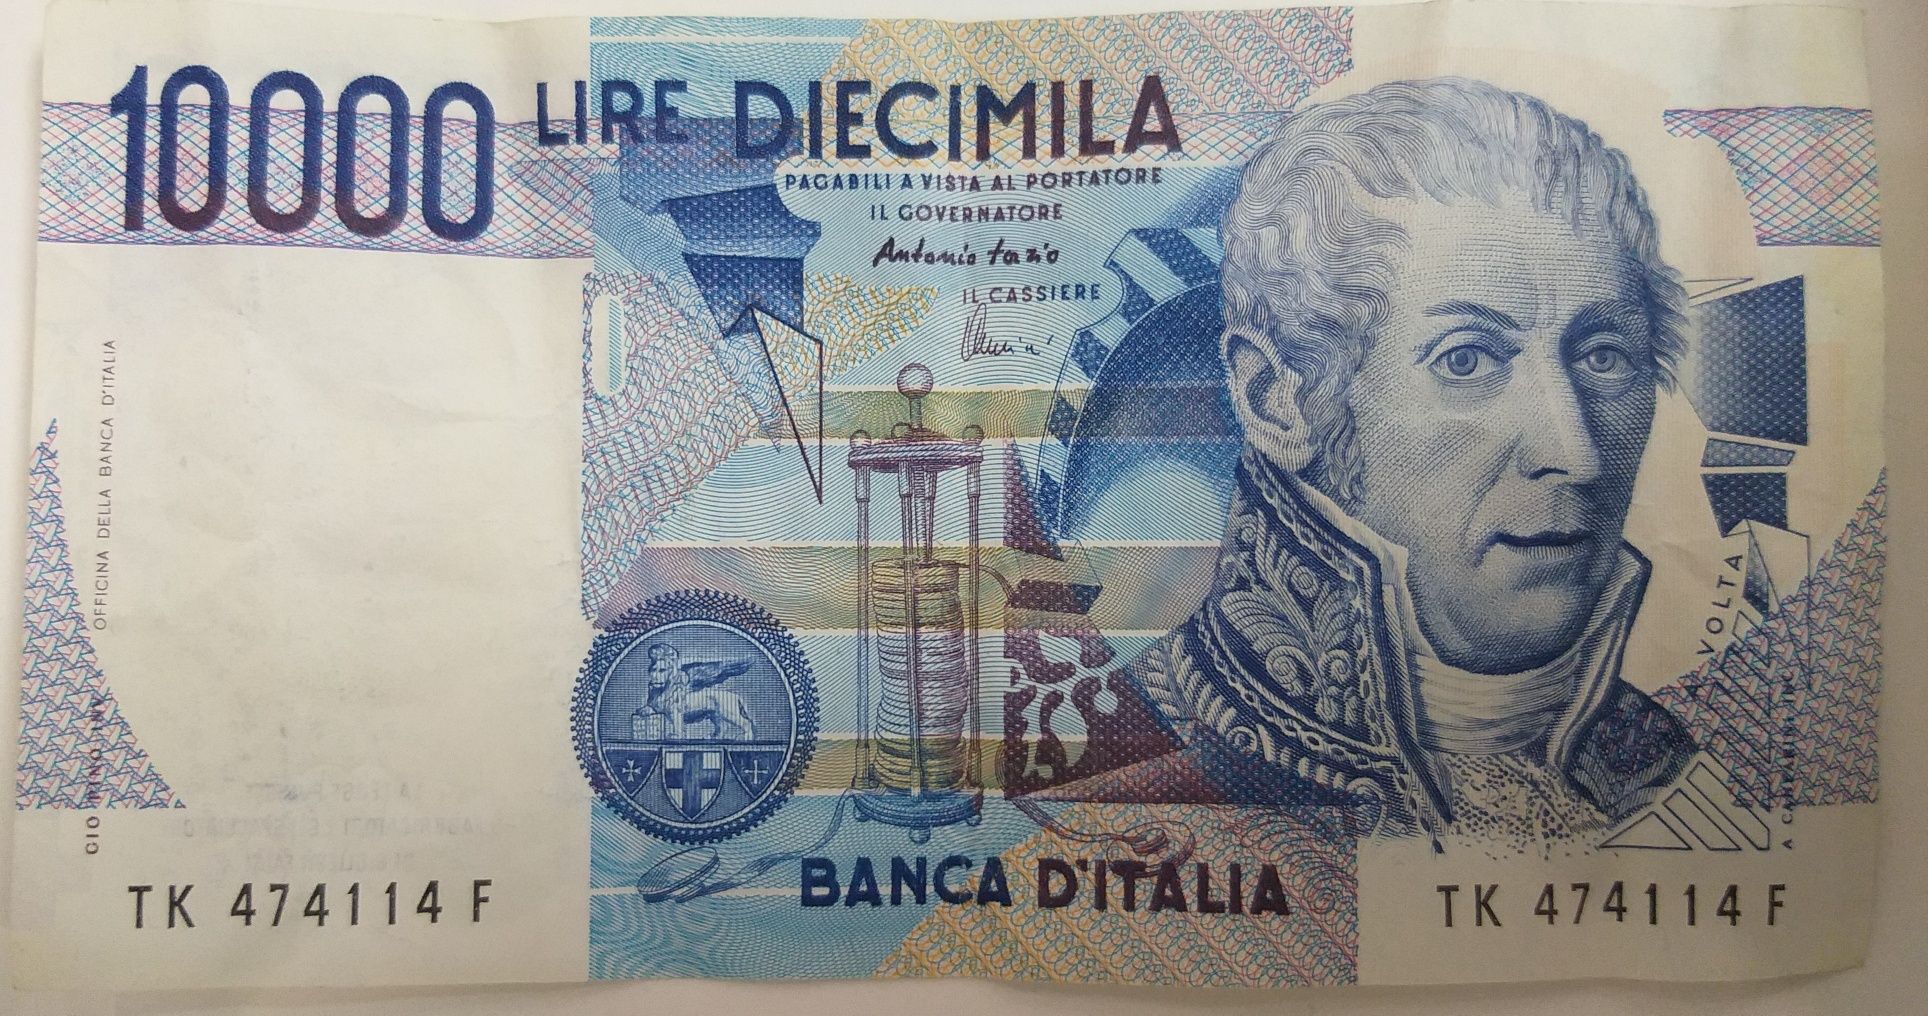 10000 LIRE DIECIMILA
PAGABILI A VISTA AL PORTATORE
IL GOVERNATORE
Antonio Fazio
IL CASSIERE
OFFICINA DELLA BANCA D'ITALIA
A. VOLTA
INV.
BANCA D'ITALIA
TK 474114 F
TK 474114 F